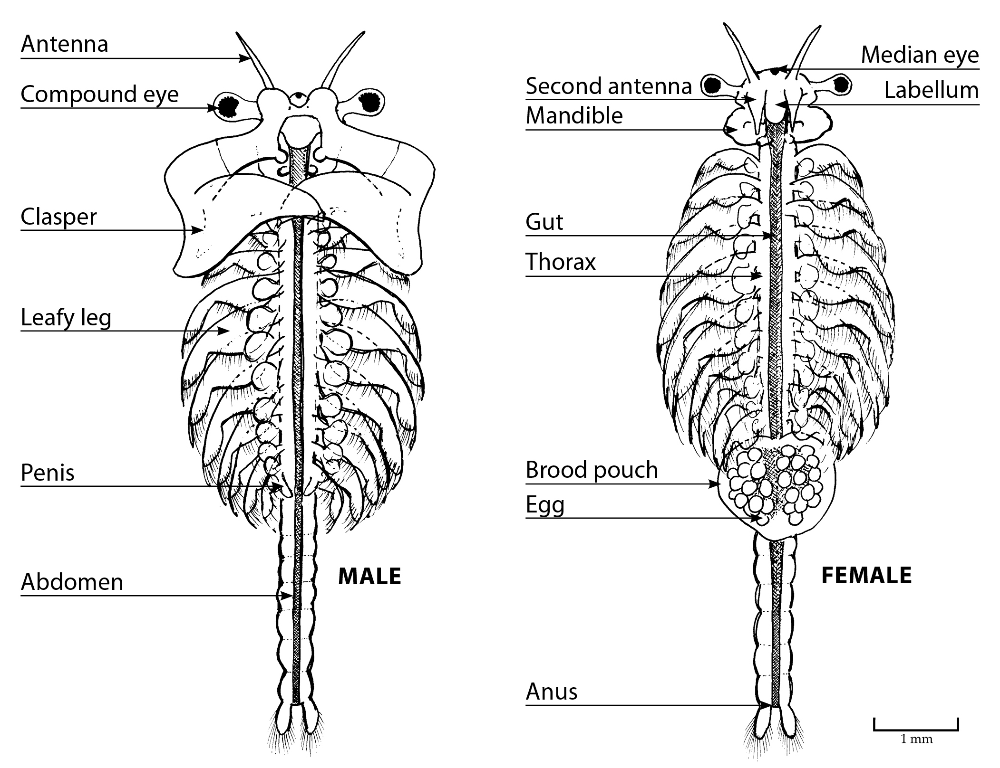 Antenna
Compound eye
Clasper
Leafy leg
Penis
Abdomen
MALE
Median eye
Second antenna
Labellum
Mandible
Gut
Thorax
Brood pouch
Egg
FEMALE
Anus
1 mm